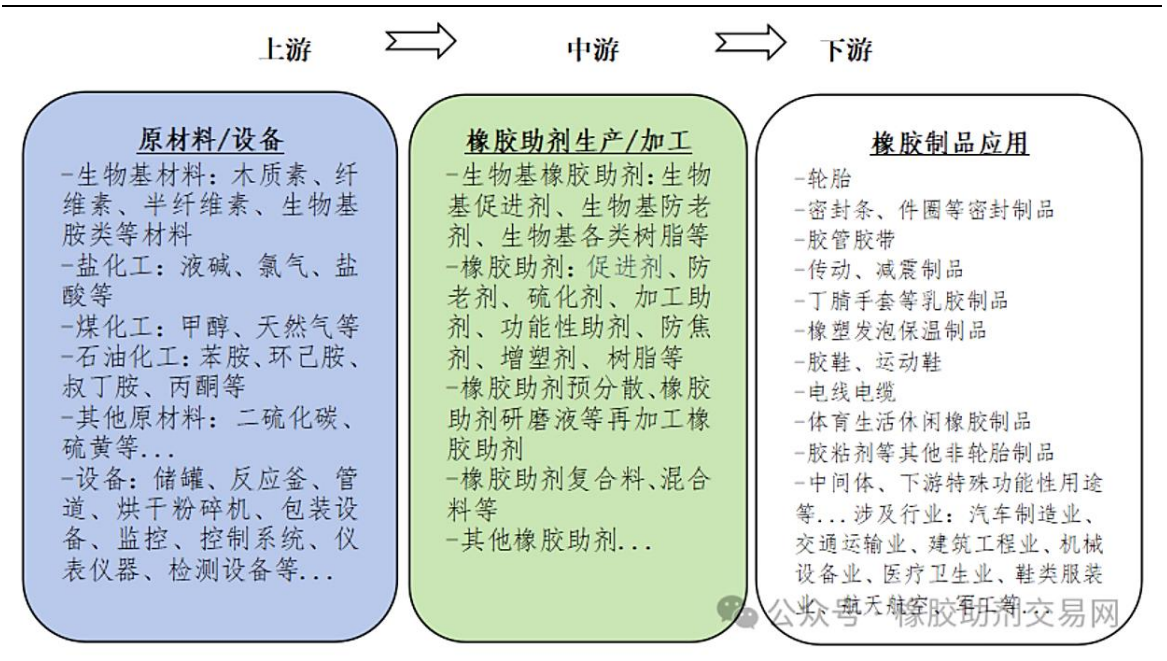 上游
中游
下游
原材料/设备
-生物基材料：木质素、纤
维素、半纤维素、生物基
胺类等材料
-盐化工：液碱、氯气、盐
酸等
-煤化工：甲醇、天然气等
-石油化工：苯胺、环己胺、
叔丁胺、丙酮等
-其他原材料：二硫化碳、
硫黄等...
-设备：储罐、反应釜、管
道、烘干粉碎机、包装设
备、监控、控制系统、仪
表仪器、检测设备等...
橡胶助剂生产/加工
-生物基橡胶助剂：生物
基促进剂、生物基防老
剂、生物基各类树脂等
-橡胶助剂：促进剂、防
老剂、硫化剂、加工助
剂、功能性助剂、防焦
剂、增塑剂、树脂等
-橡胶助剂预分散、橡胶
助剂研磨液等再加工橡
胶助剂
-橡胶助剂复合料、混合
料等
-其他橡胶助剂...
橡胶制品应用
-轮胎
-密封条、件圈等密封制品
-胶管胶带
-传动、减震制品
-丁腈手套等乳胶制品
-橡塑发泡保温制品
-胶鞋、运动鞋
-电线电缆
-体育生活休闲橡胶制品
-胶粘剂等其他非轮胎制品
-中间体、下游特殊功能性用途
等...涉及行业：汽车制造业、
交通运输业、建筑工程业、机械
设备业、医疗卫生业、鞋类服装
业、航天航空、军工等...
公众号·橡胶助剂交易网